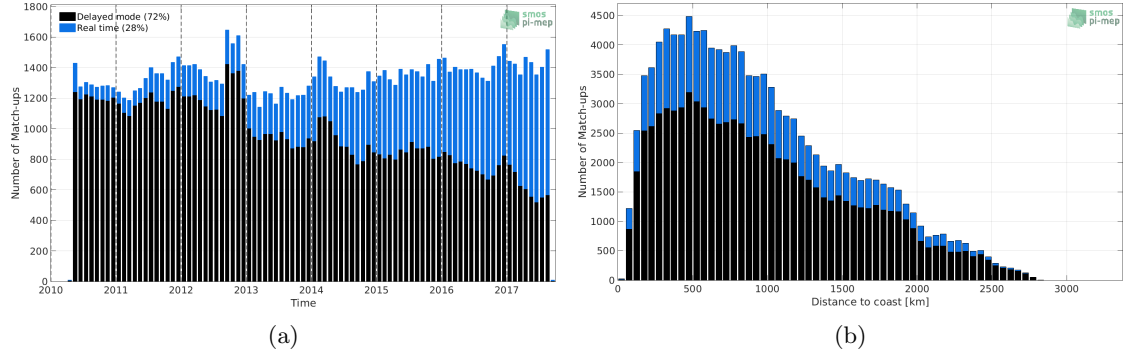 Delayed mode (72%)
Real time (28%)
smos
pi-mep
Number of Match-ups
1800
1600
1400
1200
1000
800
600
400
200
0
2010
2011
2012
2013
2014
2015
2016
2017
Time
(a)
smos
pi-mep
Number of Match-ups
4500
4000
3500
3000
2500
2000
1500
1000
500
0
0
500
1000
1500
2000
2500
3000
Distance to coast [km]
(b)